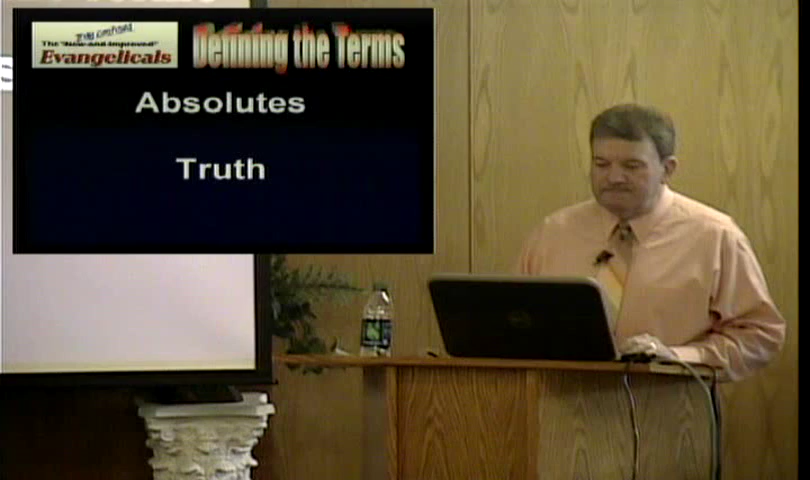 The "New-and-Improved"
Evangelicals
Defining the Terms
Absolutes
Truth